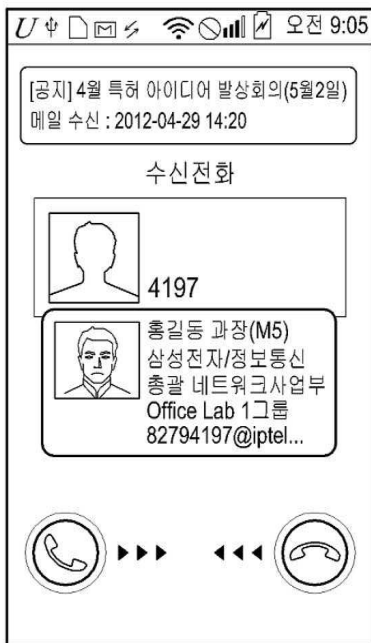 U 오전 9:05
[공지] 4월 특허 아이디어 발상회의(5월2일)
메일 수신 : 2012-04-29 14:20
수신전화
4197
홍길동 과장(M5)
삼성전자/정보통신
총괄 네트워크사업부
Office Lab 1그룹
82794197@iptel...